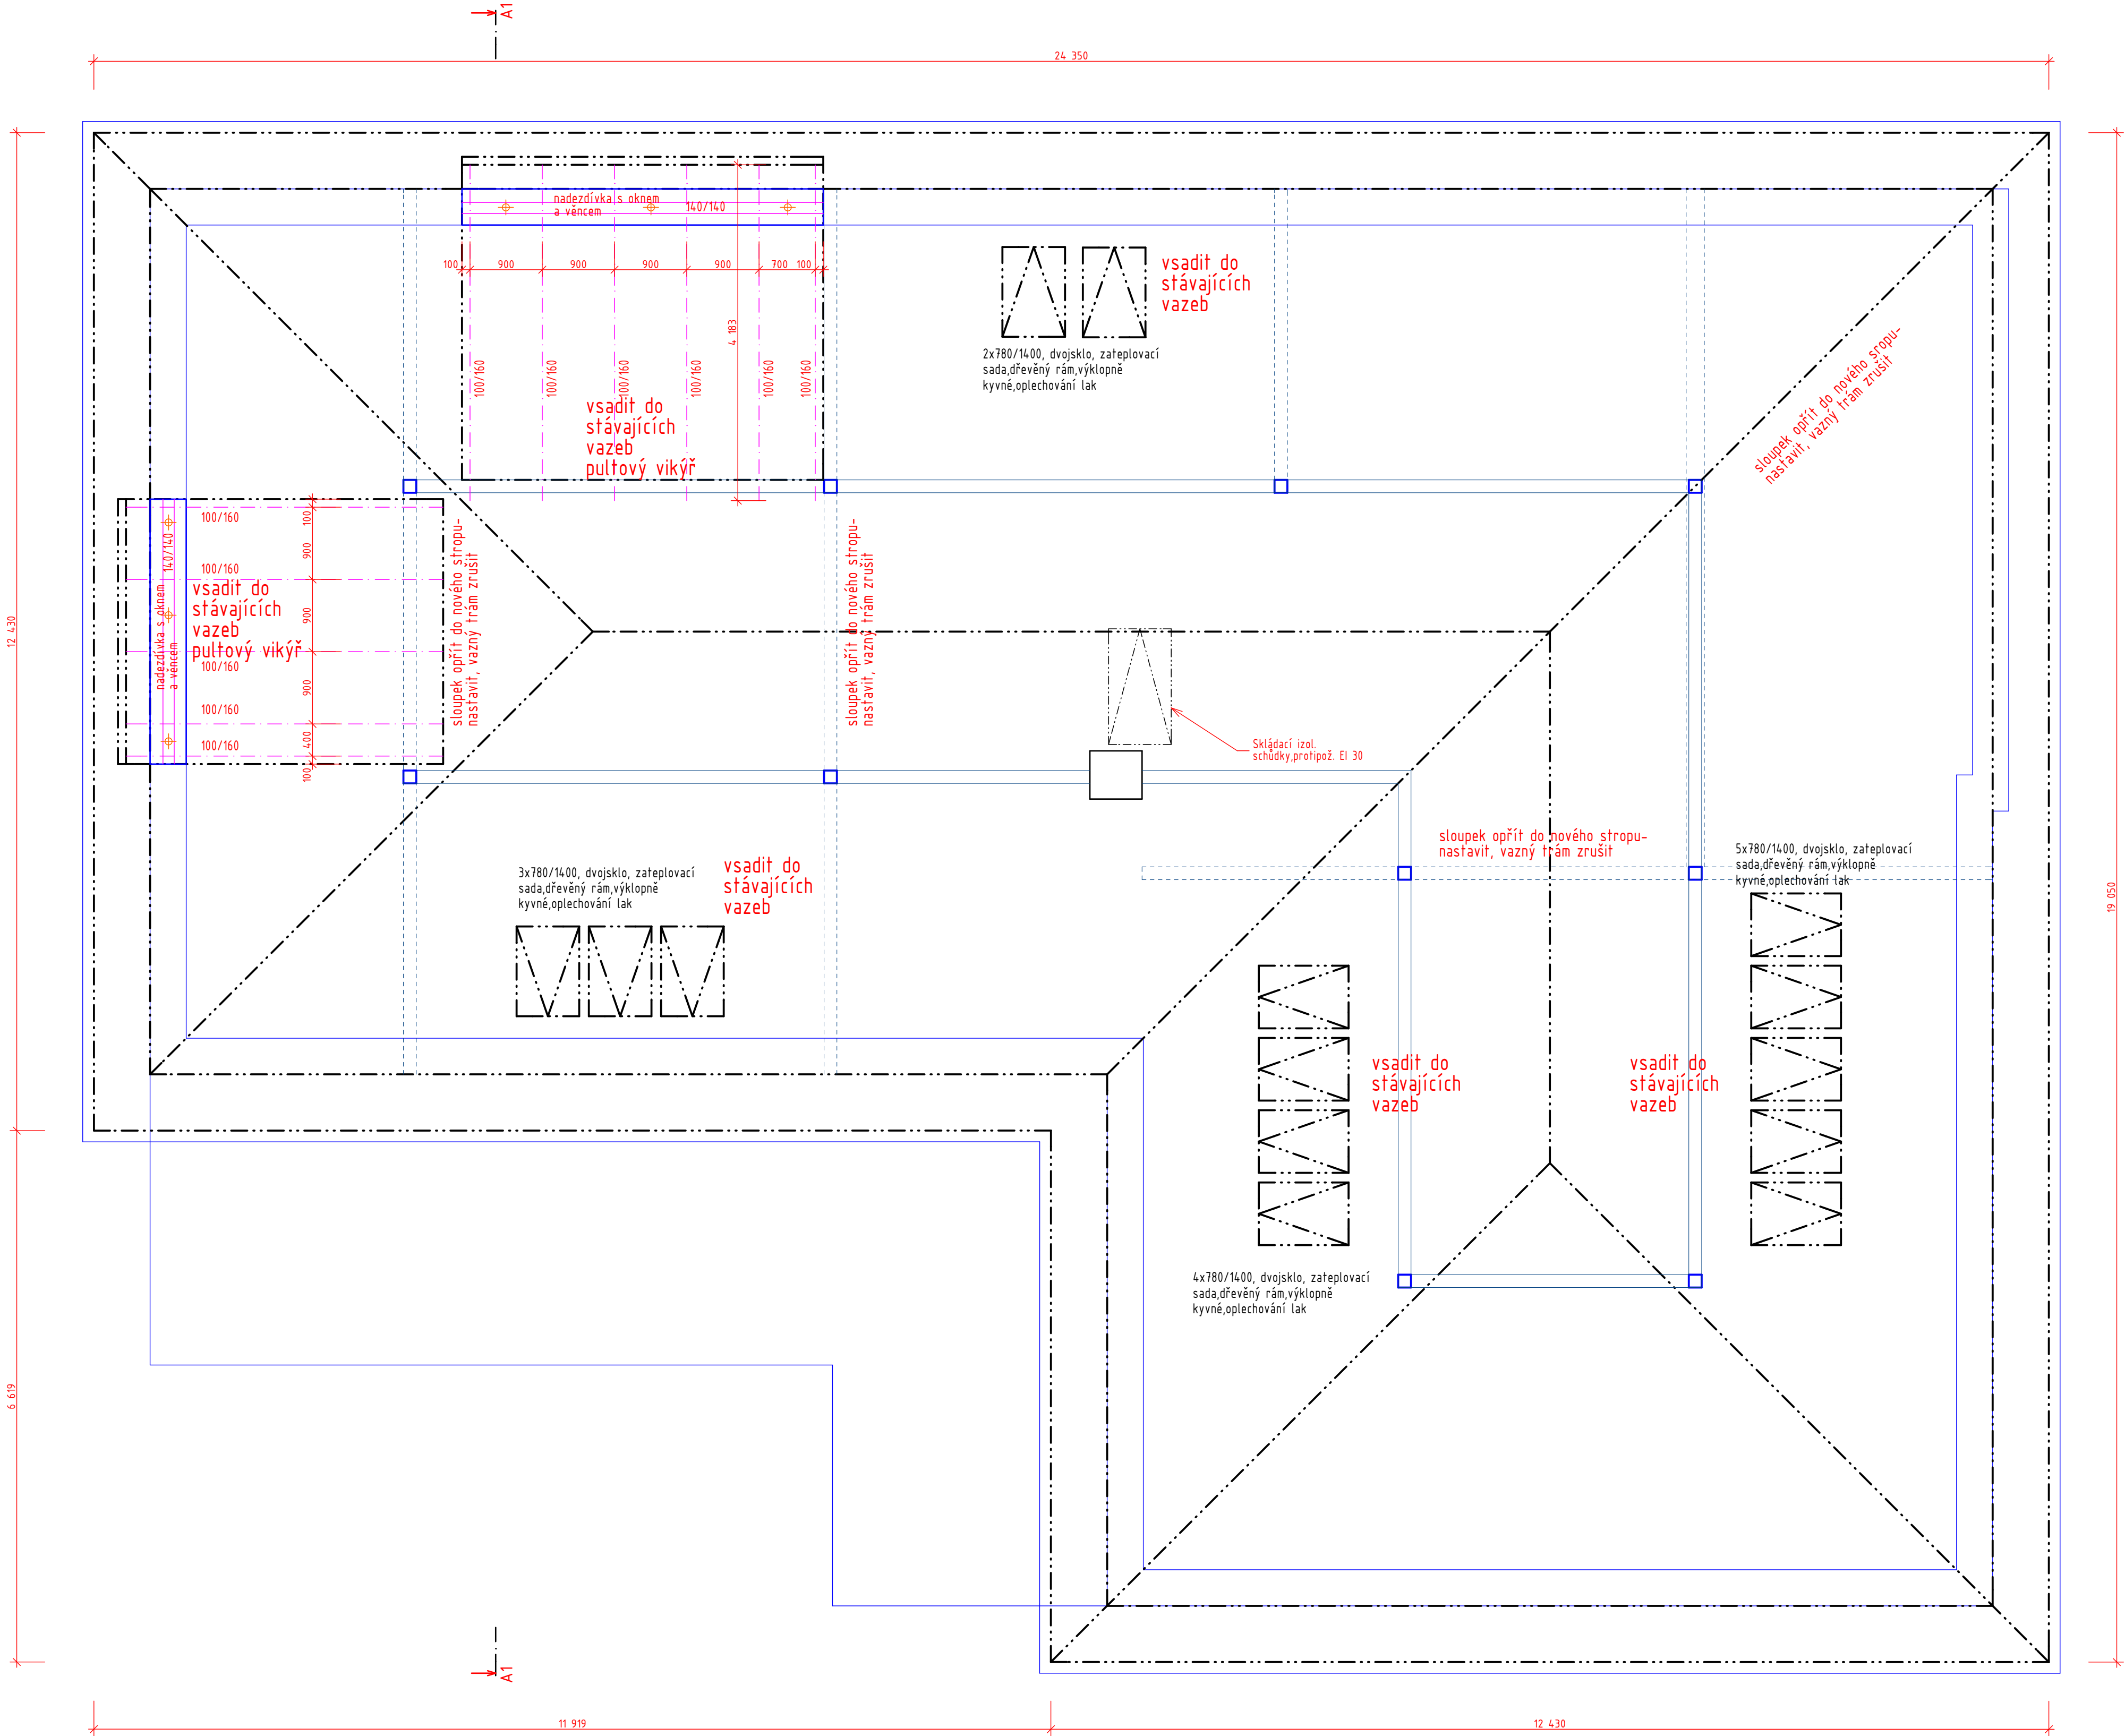 A1
24 350
nadezdívka s oknem
a věncem
140/140
100
900
900
900
900
700
100
4 183
100/160
100/160
100/160
100/160
100/160
100/160
vsadit do
stávajících
vazeb
pultový vikýř
vsadit do
stávajících
vazeb
2x780/1400, dvojsklo, zateplovací
sada,dřevěný rám,výklopně
kyvné,oplechování lak
sloupek opřít do nového sropu-
nastavit, vazný trám zrušit
12 430
100/160
100/160
100/160
100/160
100/160
140/140
nadezdívka s oknem
a věncem
vsadit do
stávajících
vazeb
pultový vikýř
100
900
900
900
400
100
sloupek opřít do nového stropu-
nastavit, vazný trám zrušit
sloupek opřít do nového stropu-
nastavit, vazný trám zrušit
Skládací izol.
schůdky,protipož. EI 30
sloupek opřít do nového stropu-
nastavit, vazný trám zrušit
3x780/1400, dvojsklo, zateplovací
sada,dřevěný rám,výklopně
kyvné,oplechování lak
vsadit do
stávajících
vazeb
5x780/1400, dvojsklo, zateplovací
sada,dřevěný rám,výklopně
kyvné,oplechování lak
19 050
vsadit do
stávajících
vazeb
vsadit do
stávajících
vazeb
4x780/1400, dvojsklo, zateplovací
sada,dřevěný rám,výklopně
kyvné,oplechování lak
6 619
A1
11 919
12 430